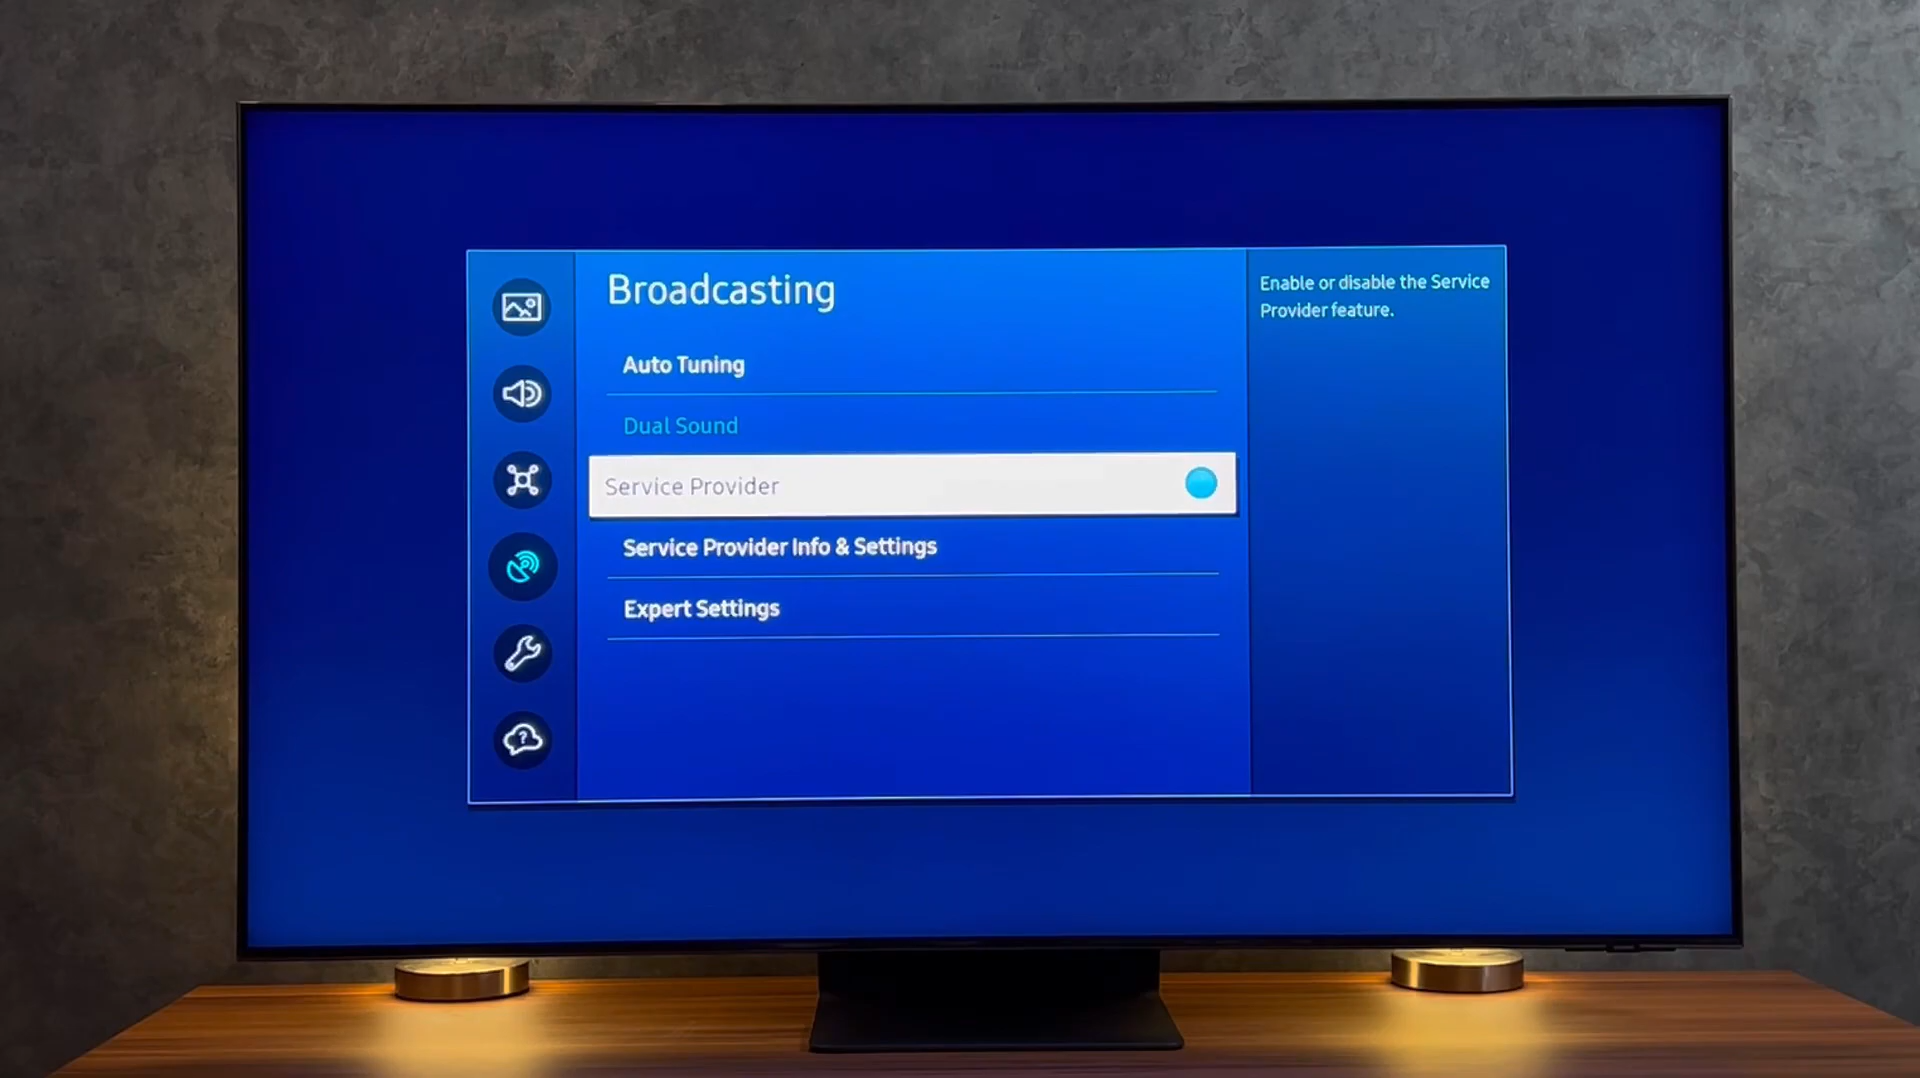 Broadcasting
Auto Tuning
Dual Sound
Service Provider
Service Provider Info & Settings
Expert Settings
Enable or disable the Service
Provider feature.
?